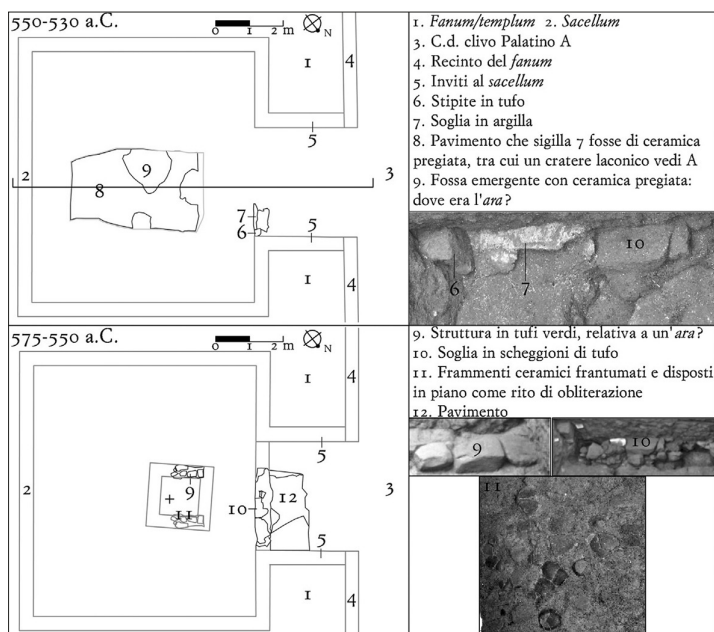 550-530 a.C.
0 1 2 m
N
1
4
5
2
9
8
3
7
6
5
1
4
1. Fanum/templum 2. Sacellum
3. C.d. clivo Palatino A
4. Recinto del fanum
5. Inviti al sacellum
6. Stipite in tufo
7. Soglia in argilla
8. Pavimento che sigilla 7 fosse di ceramica
pregiata, tra cui un cratere laconico vedi A
9. Fossa emergente con ceramica pregiata:
dove era l'ara?
10
6
7
575-550 a.C.
0 1 2 m
N
1
4
5
2
9
11
10
12
3
5
1
4
9. Struttura in tufi verdi, relativa a un'ara?
10. Soglia in scheggioni di tufo
11. Frammenti ceramici frantumati e disposti
in piano come rito di obliterazione
12. Pavimento
9
10
11